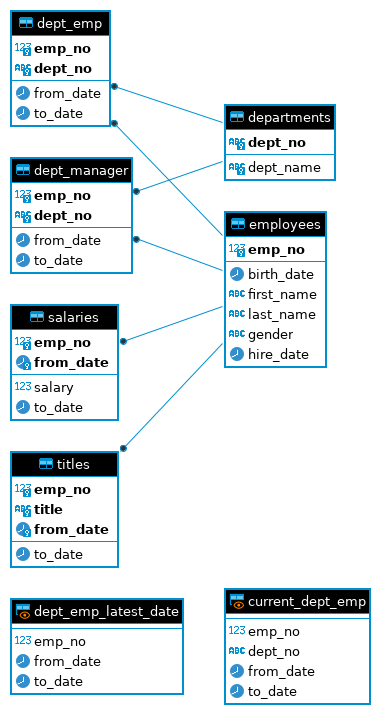 dept_emp
emp_no
dept_no
from_date
to_date
departments
dept_no
dept_name
dept_manager
emp_no
dept_no
from_date
to_date
employees
emp_no
birth_date
first_name
last_name
gender
hire_date
salaries
emp_no
from_date
salary
to_date
titles
emp_no
title
from_date
to_date
dept_emp_latest_date
emp_no
from_date
to_date
current_dept_emp
emp_no
dept_no
from_date
to_date